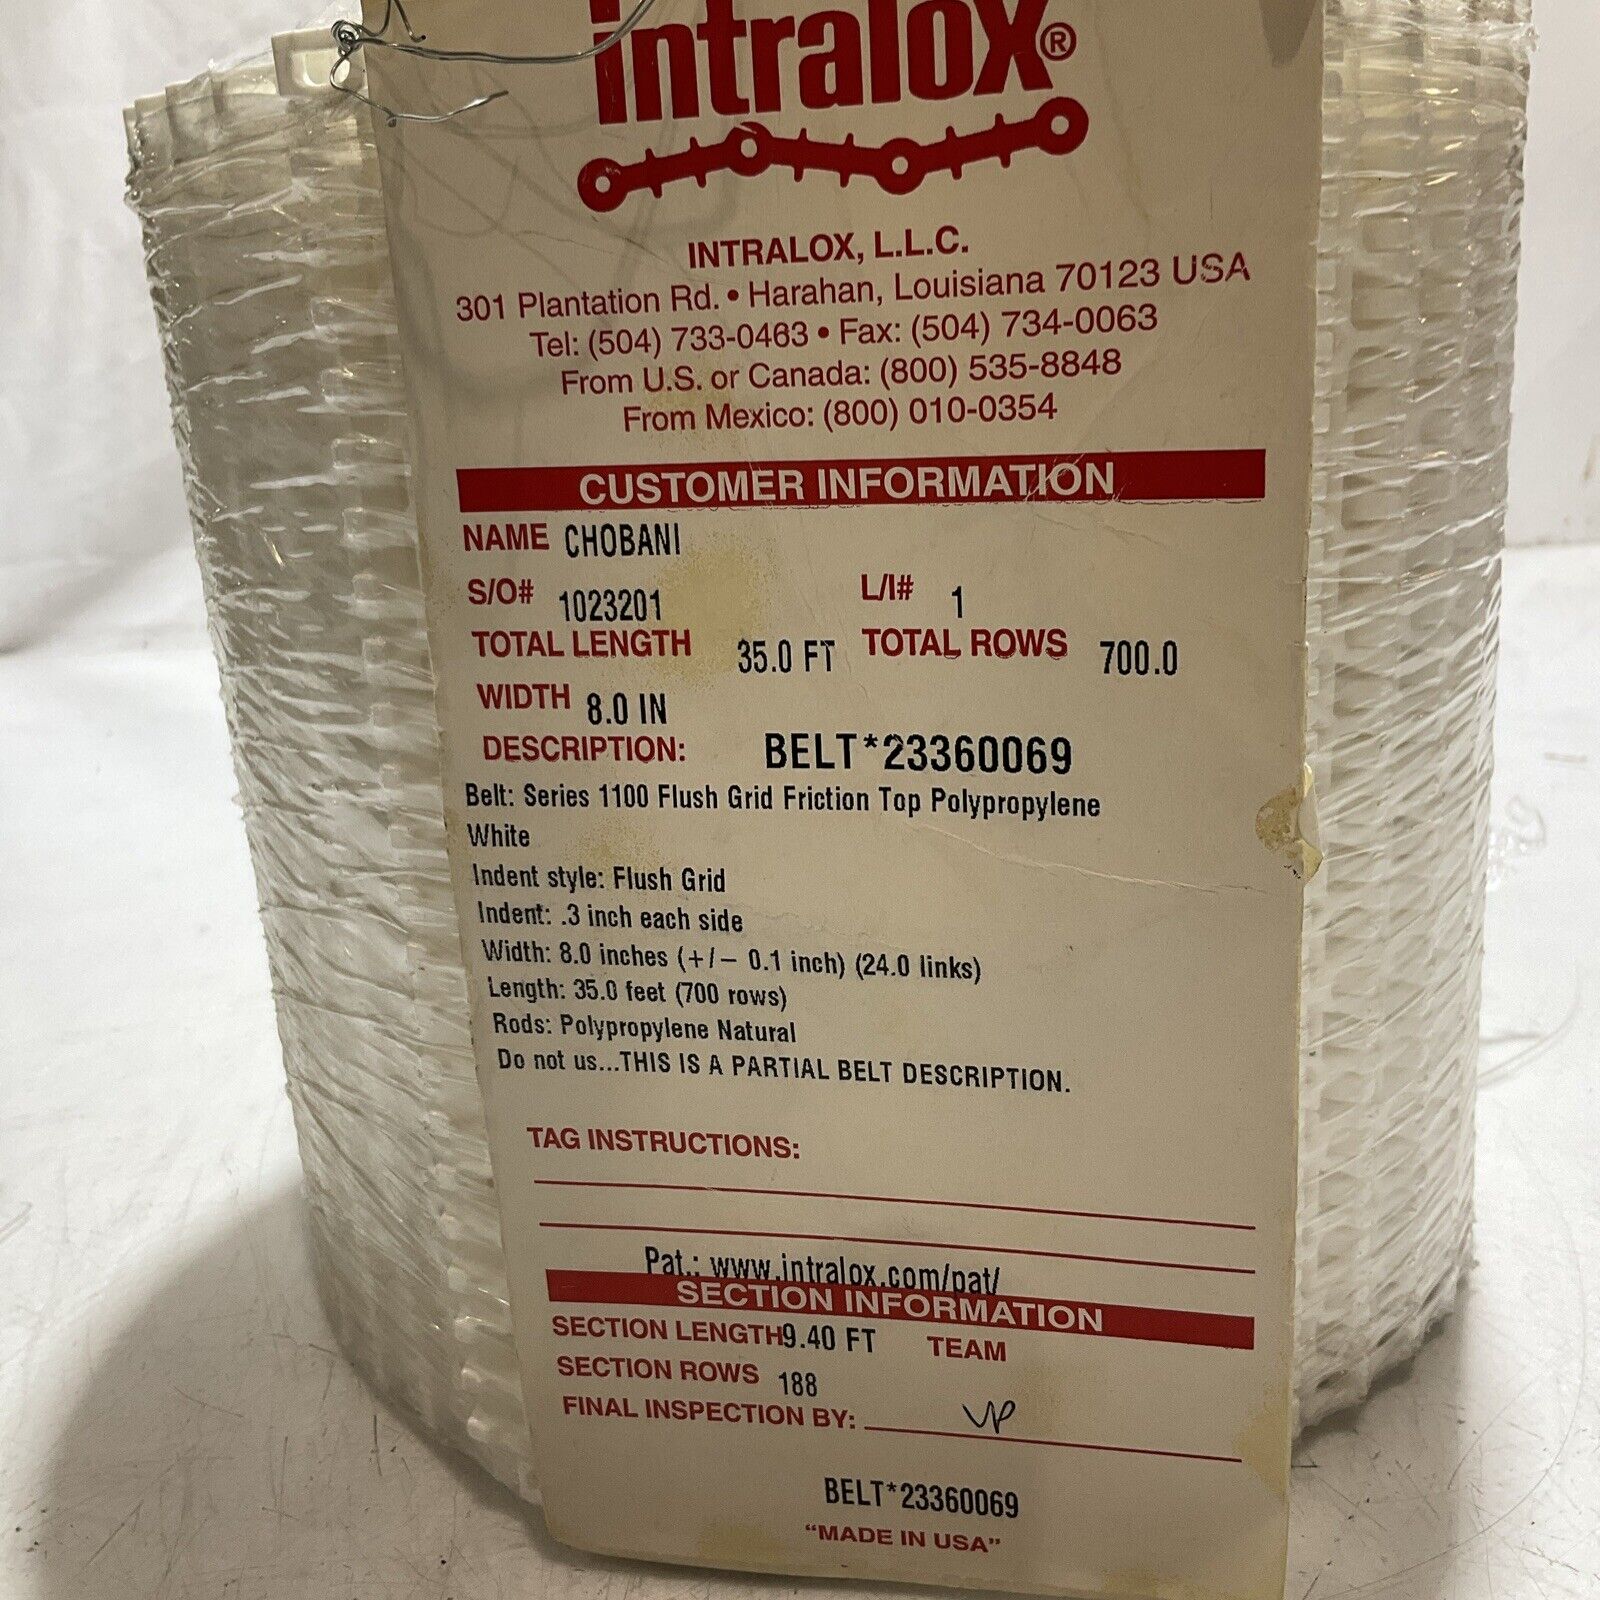 intralox®
INTRALOX, L.L.C.
301 Plantation Rd. • Harahan, Louisiana 70123 USA
Tel: (504) 733-0463 • Fax: (504) 734-0063
From U.S. or Canada: (800) 535-8848
From Mexico: (800) 010-0354
CUSTOMER INFORMATION
NAME CHOBANI
S/O# 1023201 L/I# 1
TOTAL LENGTH 35.0 FT TOTAL ROWS 700.0
WIDTH 8.0 IN
DESCRIPTION: BELT*23360069
Belt: Series 1100 Flush Grid Friction Top Polypropylene
White
Indent style: Flush Grid
Indent: .3 inch each side
Width: 8.0 inches (+/- 0.1 inch) (24.0 links)
Length: 35.0 feet (700 rows)
Rods: Polypropylene Natural
Do not us...THIS IS A PARTIAL BELT DESCRIPTION.
TAG INSTRUCTIONS:
Pat.: www.intralox.com/pat/
SECTION INFORMATION
SECTION LENGTH 9.40 FT TEAM
SECTION ROWS 188
FINAL INSPECTION BY: VP
BELT*23360069
"MADE IN USA"